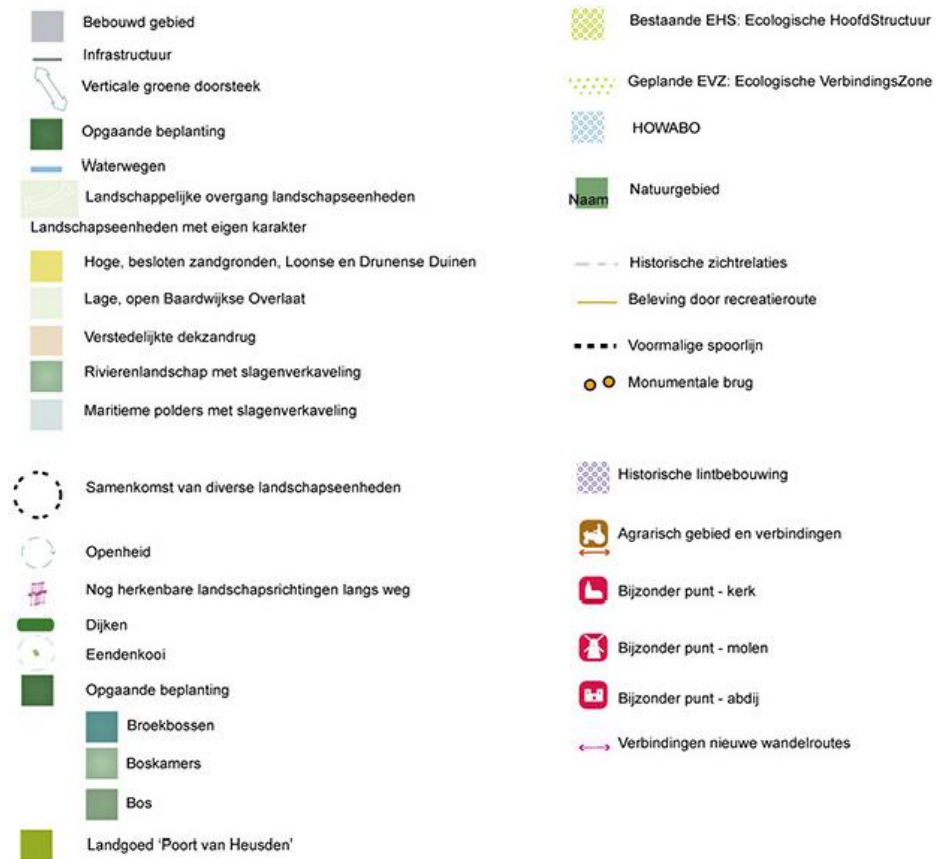 Bebouwd gebied
Infrastructuur
Verticale groene doorsteek
Opgaande beplanting
Waterwegen
Landschappelijke overgang landschapseenheden
Landschapseenheden met eigen karakter
Hoge, besloten zandgronden, Loonse en Drunense Duinen
Lage, open Baardwijkse Overlaat
Verstedelijkte dekzandrug
Rivierenlandschap met slagenverkaveling
Maritieme polders met slagenverkaveling
Samenkomst van diverse landschapseenheden
Openheid
Nog herkenbare landschapsrichtingen langs weg
Dijken
Eendenkooi
Opgaande beplanting
Broekbossen
Boskamers
Bos
Landgoed 'Poort van Heusden'
Bestaande EHS: Ecologische HoofdStructuur
Geplande EVZ: Ecologische VerbindingsZone
HOWABO
Naam Natuurgebied
Historische zichtrelaties
Beleving door recreatieroute
Voormalige spoorlijn
Monumentale brug
Historische lintbebouwing
Agrarisch gebied en verbindingen
Bijzonder punt - kerk
Bijzonder punt - molen
Bijzonder punt - abdij
Verbindingen nieuwe wandelroutes